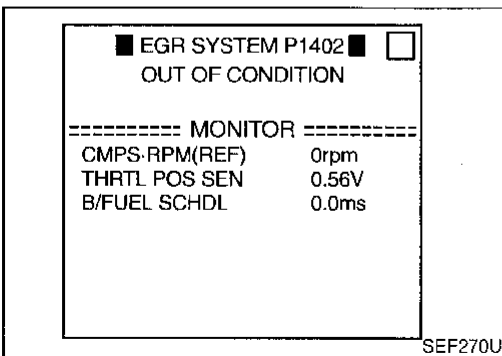 EGR SYSTEM P1402
OUT OF CONDITION
========== MONITOR ==========
CMPS·RPM(REF) 0rpm
THRTL POS SEN 0.56V
B/FUEL SCHDL 0.0ms
SEF270U